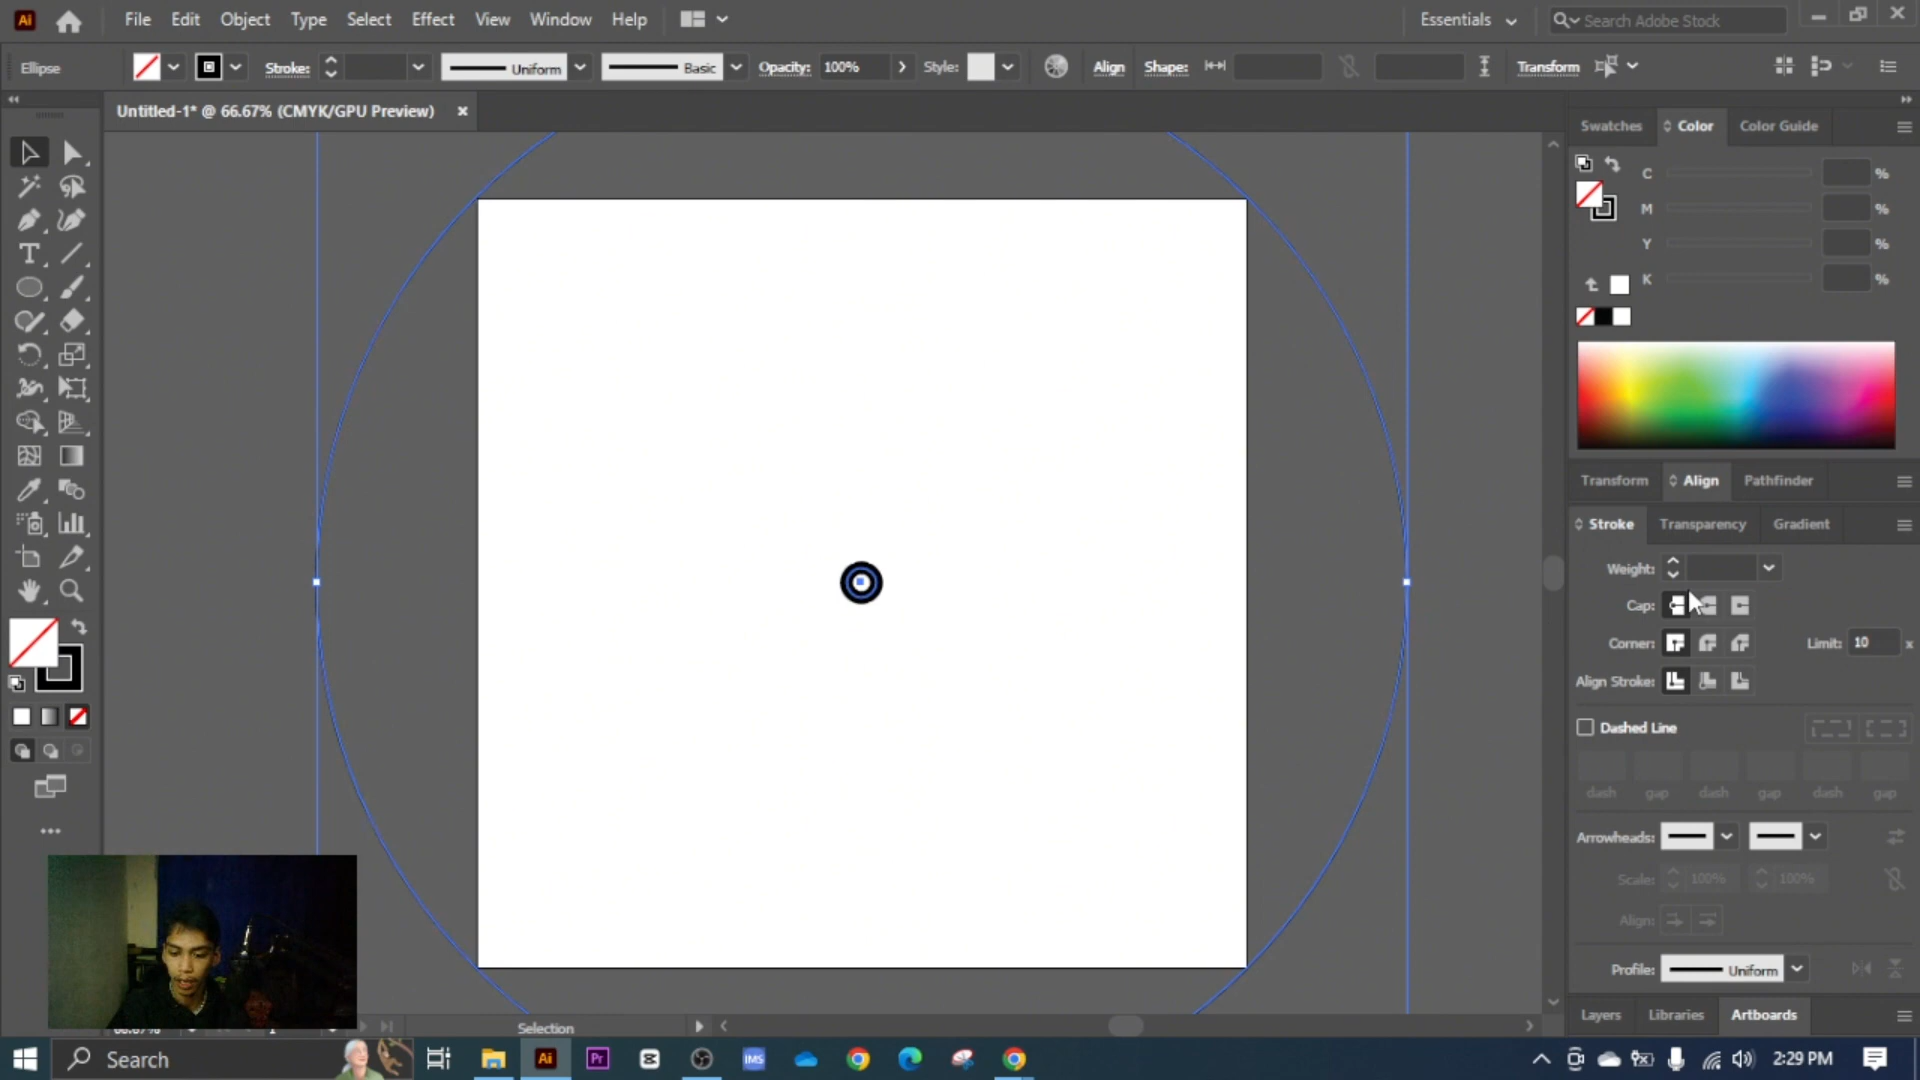 Ai File Edit Object Type Select Effect View Window Help Essentials Search Adobe Stock
Ellipse Stroke: Uniform Basic Opacity: 100% Style: Align Shape: Transform
Untitled-1* @ 66.67% (CMYK/GPU Preview)
Swatches Color Color Guide
C %
M %
Y %
K %
Transform Align Pathfinder
Stroke Transparency Gradient
Weight:
Cap:
Corner: Limit: 10 x
Align Stroke:
Dashed Line
dash gap dash gap dash gap
Arrowheads:
Scale: 100% 100%
Align:
Profile: Uniform
Layers Libraries Artboards
Selection
Search Ai Pr IMS 2:29 PM